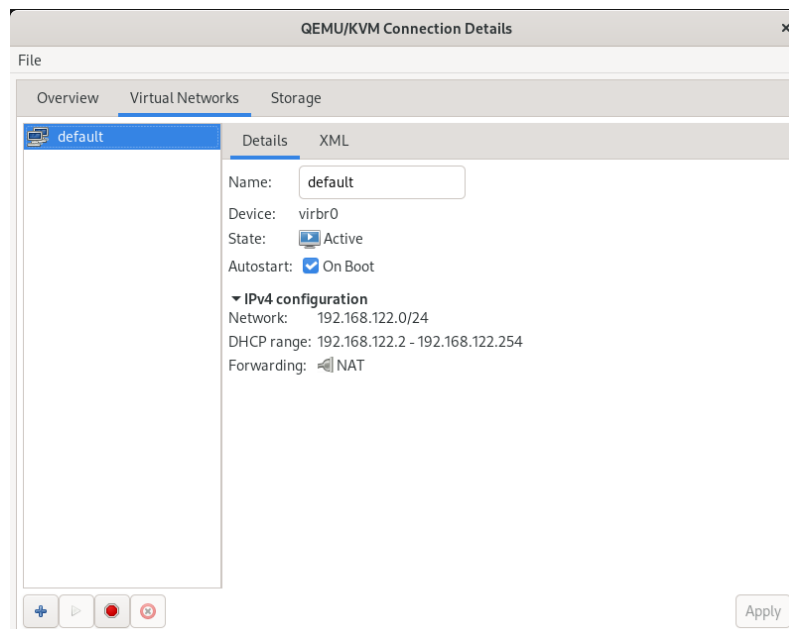 QEMU/KVM Connection Details
File
Overview Virtual Networks Storage
default
Details XML
Name: default
Device: virbr0
State: Active
Autostart: On Boot
IPv4 configuration
Network: 192.168.122.0/24
DHCP range: 192.168.122.2 - 192.168.122.254
Forwarding: NAT
Apply